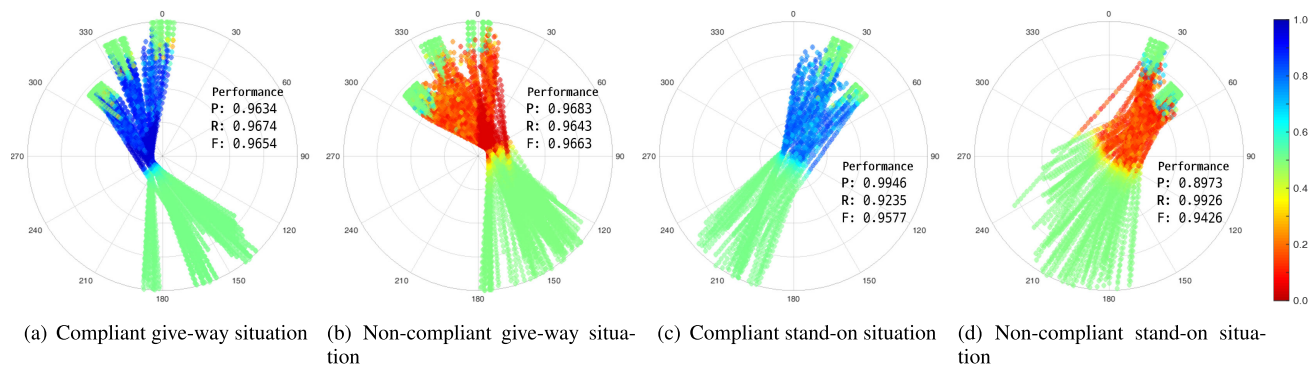 0
30
60
90
120
150
180
210
240
270
300
330
Performance
P: 0.9634
R: 0.9674
F: 0.9654
0
30
60
90
120
150
180
210
240
270
300
330
Performance
P: 0.9683
R: 0.9643
F: 0.9663
0
30
60
90
120
150
180
210
240
270
300
330
Performance
P: 0.9946
R: 0.9235
F: 0.9577
0
30
60
90
120
150
180
210
240
270
300
330
Performance
P: 0.8973
R: 0.9926
F: 0.9426
1.0
0.8
0.6
0.4
0.2
0.0
(a) Compliant give-way situation
(b) Non-compliant give-way situa-
tion
(c) Compliant stand-on situation
(d) Non-compliant stand-on situa-
tion